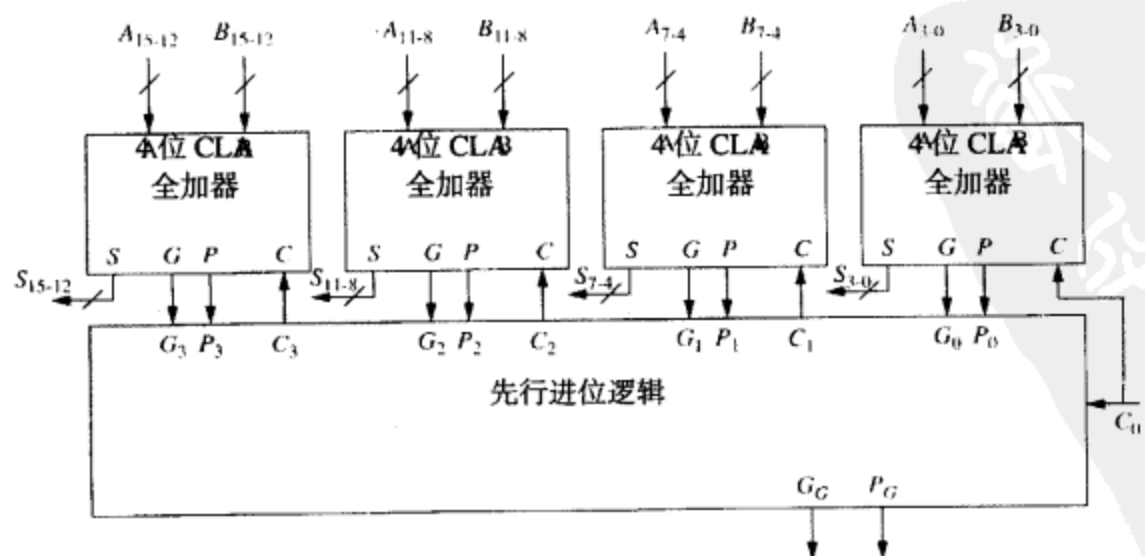 A₁₅₋₁₂ B₁₅₋₁₂ A₁₁₋₈ B₁₁₋₈ A₇₋₄ B₇₋₄ A₃₋₀ B₃₋₀
4位 CLA 4位 CLA 4位 CLA 4位 CLA
全加器 全加器 全加器 全加器
S G P C S G P C S G P C S G P C
S₁₅₋₁₂ S₁₁₋₈ S₇₋₄ S₃₋₀
G₃ P₃ C₃ G₂ P₂ C₂ G₁ P₁ C₁ G₀ P₀
先行进位逻辑
C₀
G_G P_G